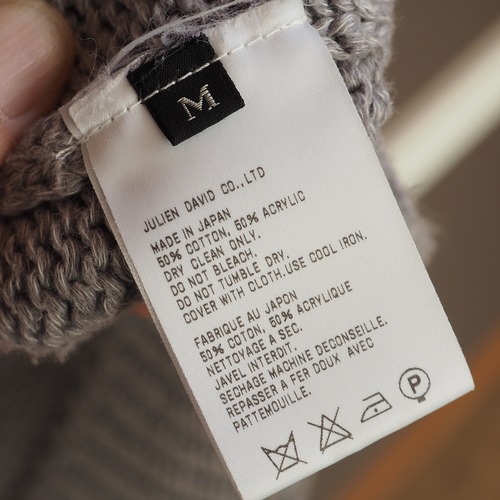 M
JULIEN DAVID CO.,LTD
MADE IN JAPAN
50% COTTON, 50% ACRYLIC
DRY CLEAN ONLY.
DO NOT BLEACH.
DO NOT TUMBLE DRY.
COVER WITH CLOTH.USE COOL IRON.
FABRIQUE AU JAPON
50% COTON, 50% ACRYLIQUE
NETTOYAGE A SEC.
JAVEL INTERDIT.
SECHAGE MACHINE DECONSEILLE.
REPASSER A FER DOUX AVEC
PATTEMOUILLE.
P